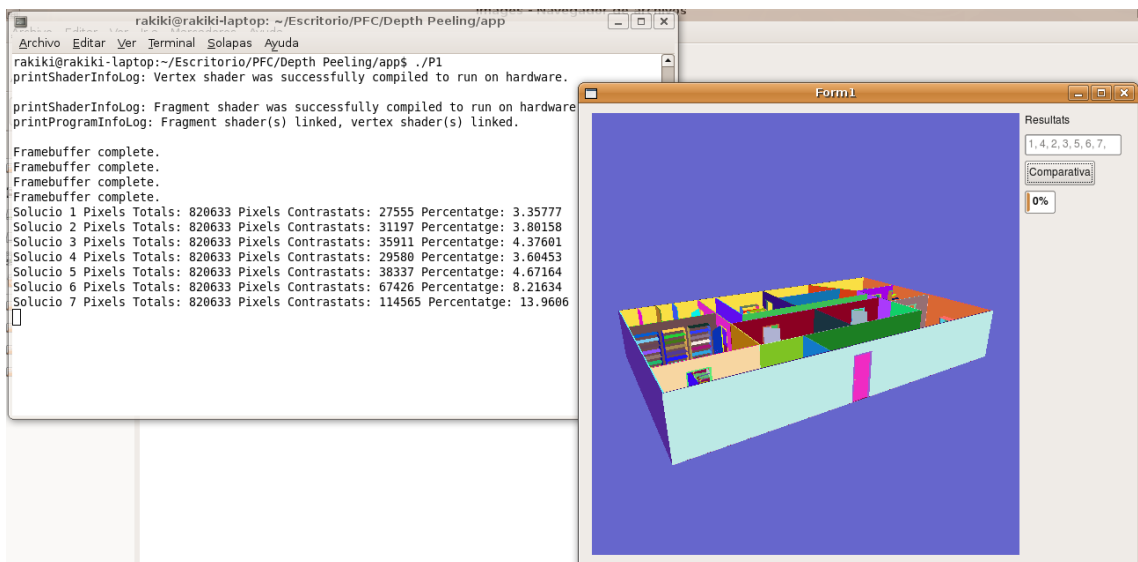 images - Navegador de archivos
rakiki@rakiki-laptop: ~/Escritorio/PFC/Depth Peeling/app
Archivo Editar Ver Terminal Solapas Ayuda
rakiki@rakiki-laptop:~/Escritorio/PFC/Depth Peeling/app$ ./P1
printShaderInfoLog: Vertex shader was successfully compiled to run on hardware.
printShaderInfoLog: Fragment shader was successfully compiled to run on hardware
printProgramInfoLog: Fragment shader(s) linked, vertex shader(s) linked.
Framebuffer complete.
Framebuffer complete.
Framebuffer complete.
Framebuffer complete.
Solucio 1 Pixels Totals: 820633 Pixels Contrastats: 27555 Percentatge: 3.35777
Solucio 2 Pixels Totals: 820633 Pixels Contrastats: 31197 Percentatge: 3.80158
Solucio 3 Pixels Totals: 820633 Pixels Contrastats: 35911 Percentatge: 4.37601
Solucio 4 Pixels Totals: 820633 Pixels Contrastats: 29580 Percentatge: 3.60453
Solucio 5 Pixels Totals: 820633 Pixels Contrastats: 38337 Percentatge: 4.67164
Solucio 6 Pixels Totals: 820633 Pixels Contrastats: 67426 Percentatge: 8.21634
Solucio 7 Pixels Totals: 820633 Pixels Contrastats: 114565 Percentatge: 13.9606
Form1
Resultats
1, 4, 2, 3, 5, 6, 7,
Comparativa
0%